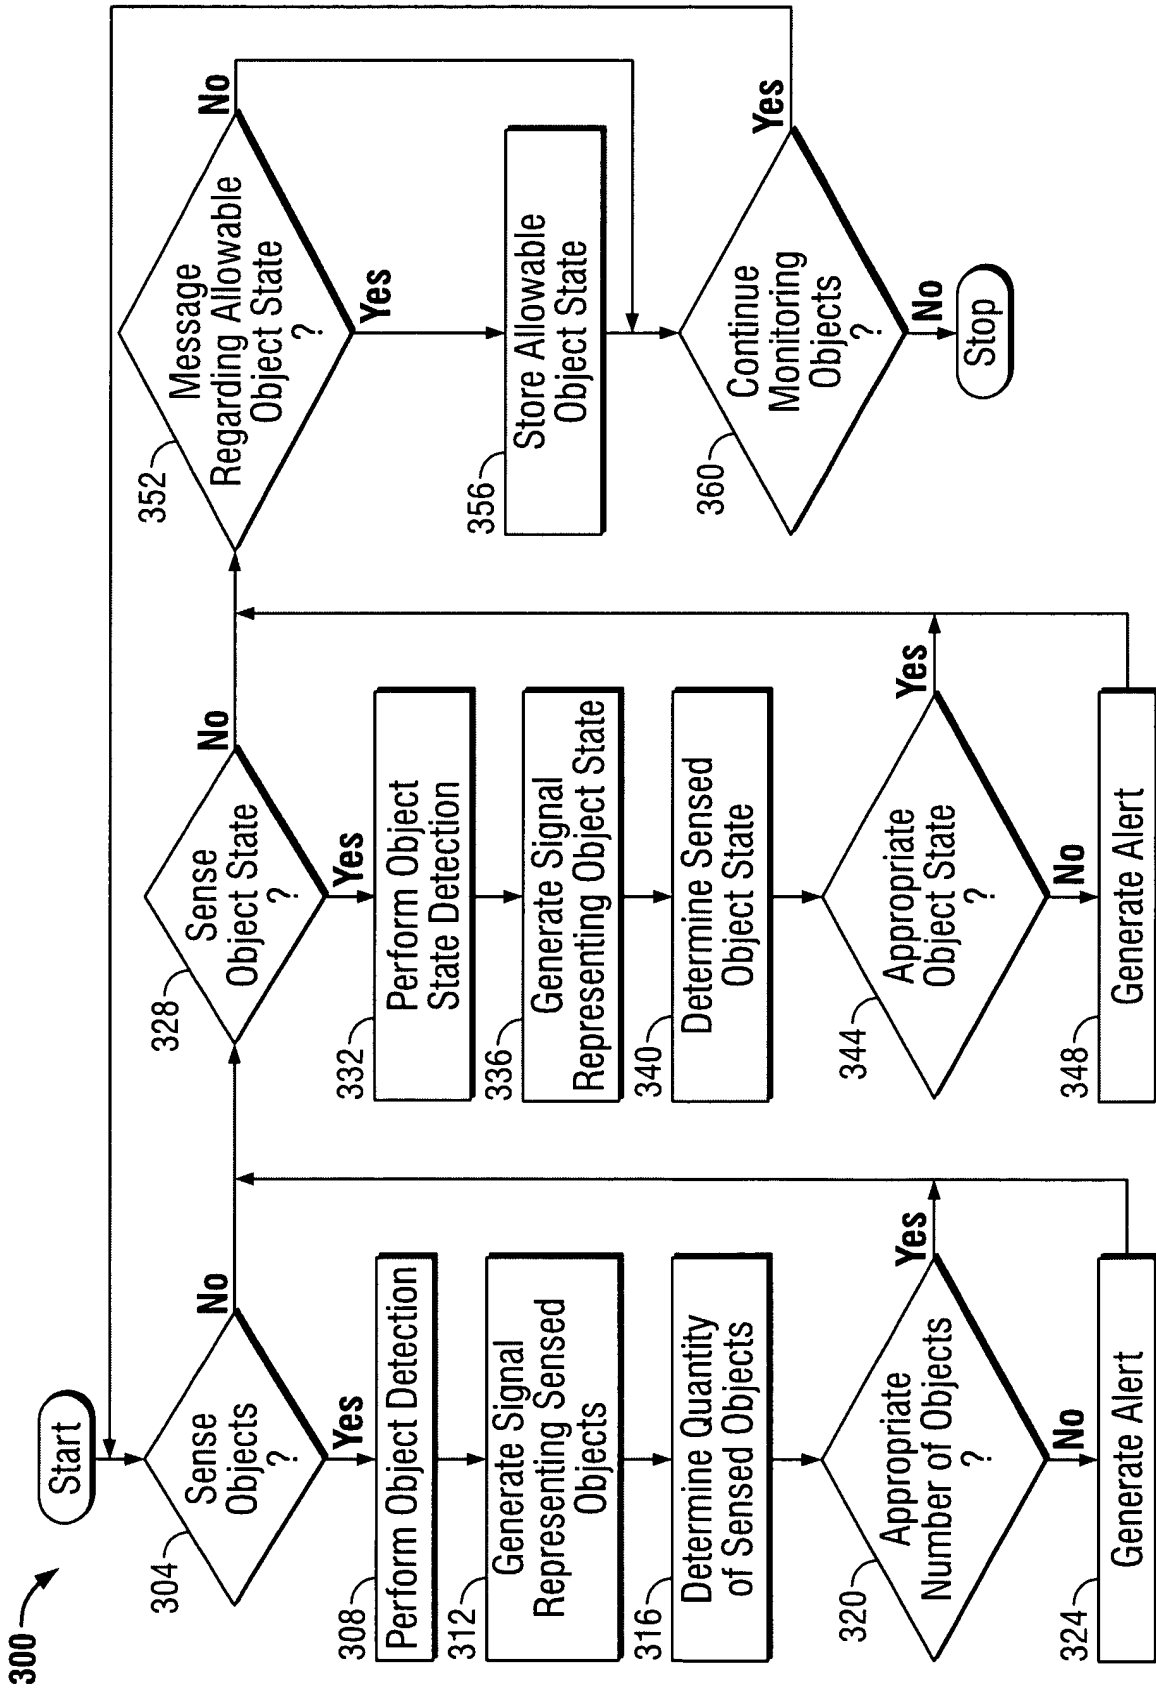 300
Start
304
Sense
Objects
?
No
Yes
308
Perform Object Detection
312
Generate Signal
Representing Sensed
Objects
316
Determine Quantity
of Sensed Objects
320
Appropriate
Number of Objects
?
Yes
No
324
Generate Alert
328
Sense
Object State
?
No
Yes
332
Perform Object
State Detection
336
Generate Signal
Representing Object State
340
Determine Sensed
Object State
344
Appropriate
Object State
?
Yes
No
348
Generate Alert
352
Message
Regarding Allowable
Object State
?
No
Yes
356
Store Allowable
Object State
360
Continue
Monitoring
Objects
?
Yes
No
Stop